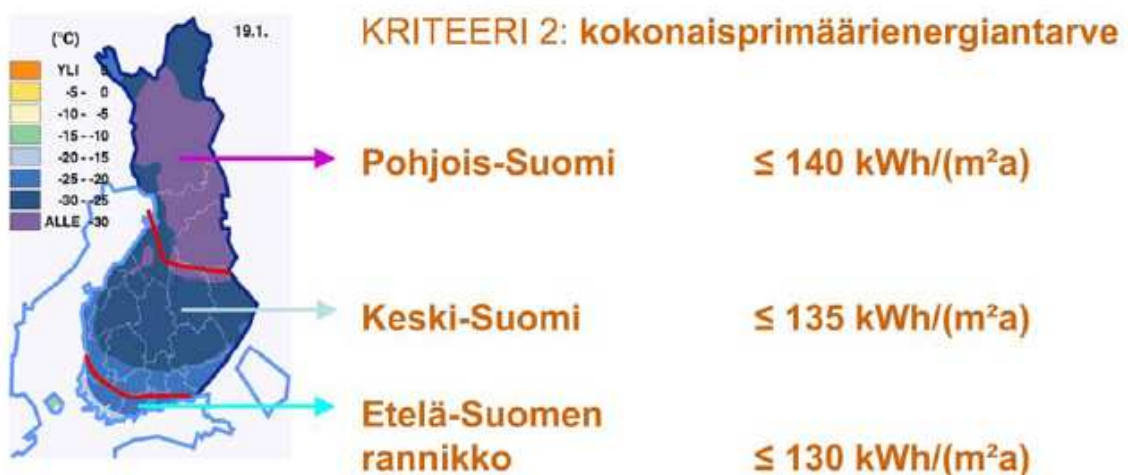 KRITEERI 2: kokonaisprimäärienergiantarve
(°C)
19.1.
YLI 0
-5 - 0
-10 - -5
-15 - -10
-20 - -15
-25 - -20
-30 - -25
ALLE -30
Pohjois-Suomi ≤ 140 kWh/(m²a)
Keski-Suomi ≤ 135 kWh/(m²a)
Etelä-Suomen
rannikko ≤ 130 kWh/(m²a)